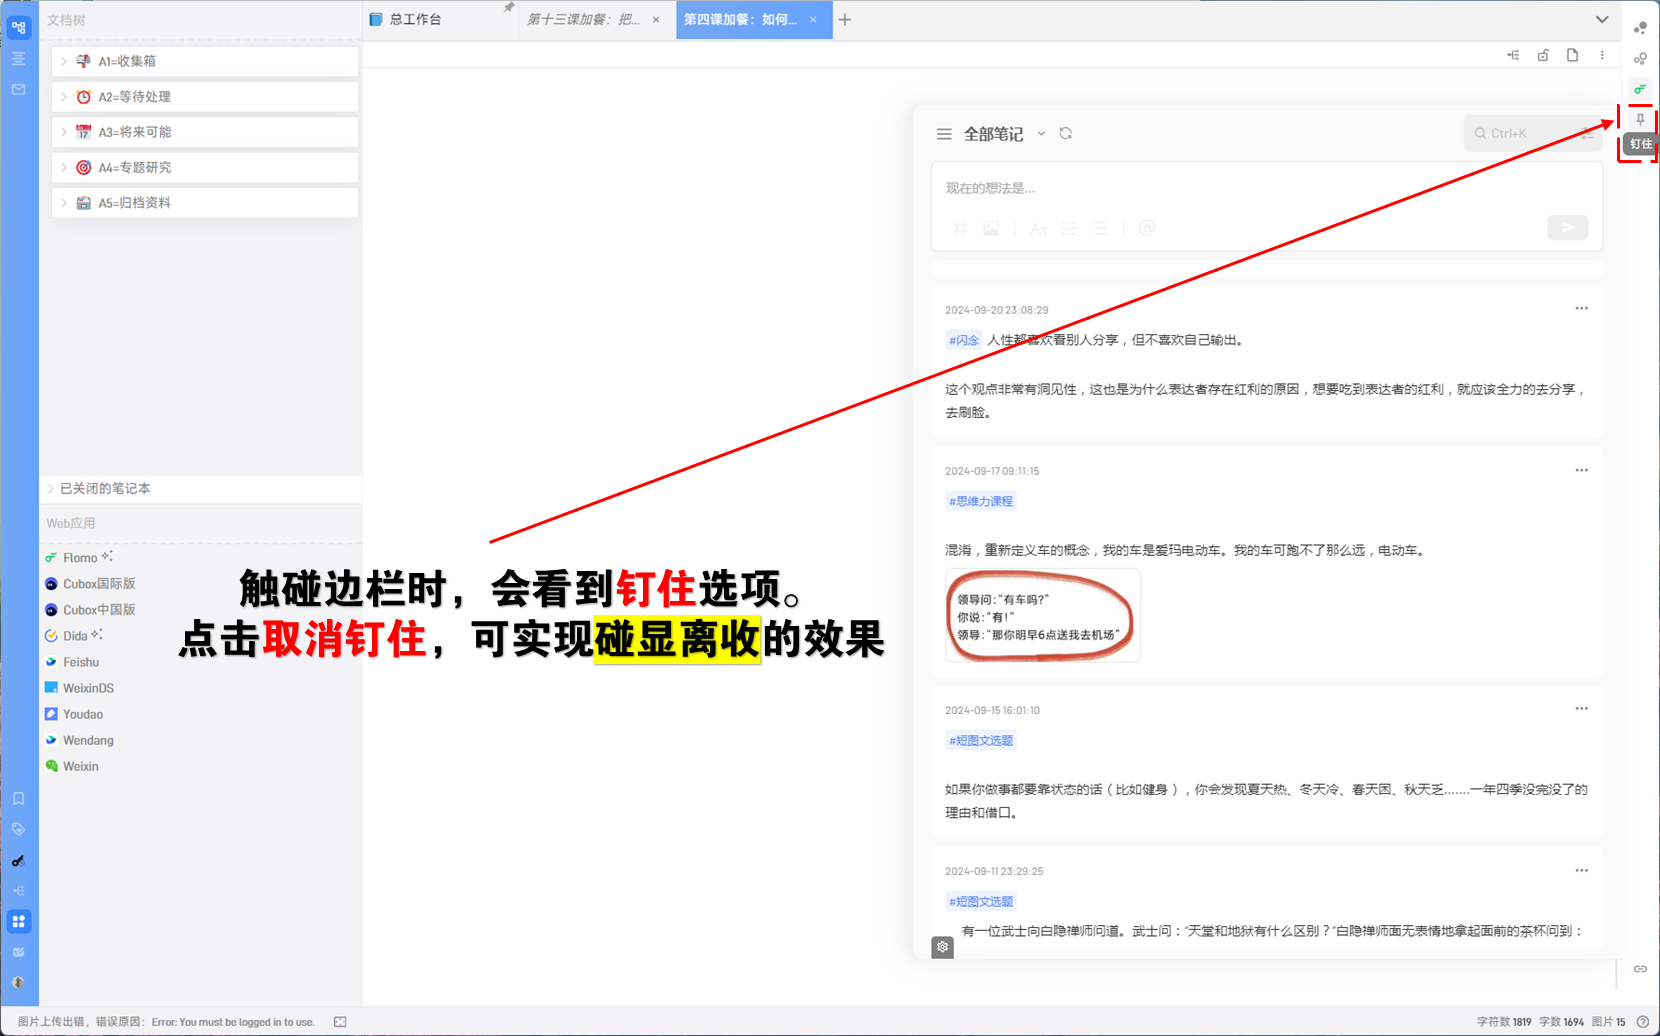 文档树
A1=收集箱
A2=等待处理
A3=将来可能
A4=专题研究
A5=归档资料
已关闭的笔记本
Web应用
Flomo
Cubox国际版
Cubox中国版
Dida
Feishu
WeixinDS
Youdao
Wendang
Weixin
总工作台
第十三课加餐：把...
第四课加餐：如何...
全部笔记
Ctrl+K
钉住
现在的想法是...
Aa
2024-09-20 23:08:29
#闪念 人性都喜欢看别人分享，但不喜欢自己输出。
这个观点非常有洞见性，这也是为什么表达者存在红利的原因，想要吃到表达者的红利，就应该全力的去分享，
去刷脸。
2024-09-17 09:11:15
#思维力课程
混淆，重新定义车的概念，我的车是爱玛电动车。我的车可跑不了那么远，电动车。
领导问：“有车吗？”
你说：“有！”
领导：“那你明早6点送我去机场”
2024-09-15 16:01:10
#短图文选题
如果你做事都要靠状态的话（比如健身），你会发现夏天热、冬天冷、春天困、秋天乏.......一年四季没完没了的
理由和借口。
2024-09-11 23:29:25
#短图文选题
有一位武士向白隐禅师问道。武士问：“天堂和地狱有什么区别？”白隐禅师面无表情地拿起面前的茶杯问到：
触碰边栏时，会看到钉住选项。
点击取消钉住，可实现碰显离收的效果
图片上传出错，错误原因：Error: You must be logged in to use.
字符数 1819 字数 1694 图片 15